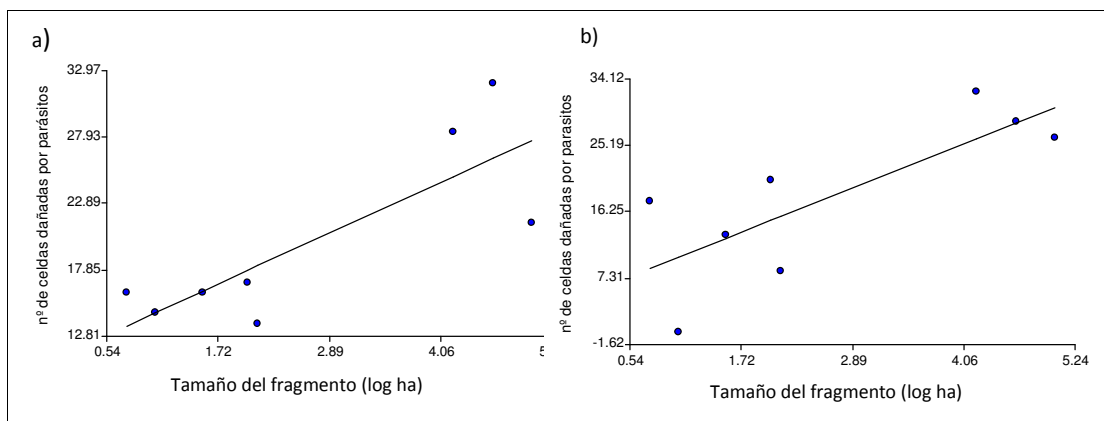 a)
32.97
27.93
22.89
17.85
12.81
nº de celdas dañadas por parásitos
0.54 1.72 2.89 4.06 5
Tamaño del fragmento (log ha)
b)
34.12
25.19
16.25
7.31
-1.62
nº de celdas dañadas por parasitos
0.54 1.72 2.89 4.06 5.24
Tamaño del fragmento (log ha)